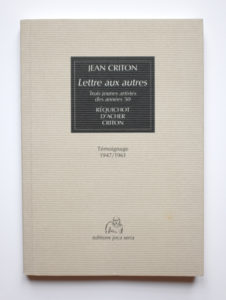 JEAN CRITON
Lettre aux autres
Trois jeunes artistes
des années 50
RÉQUICHOT
D'ACHER
CRITON
Témoignage
1947/1961
éditions joca seria